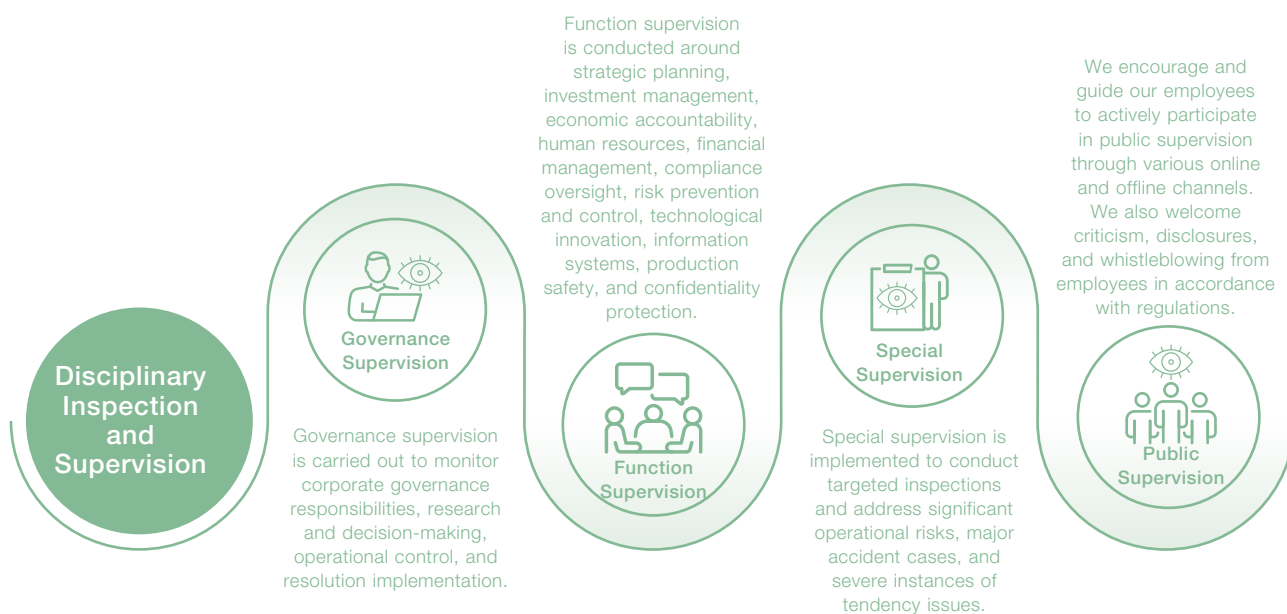 Disciplinary
Inspection
and
Supervision
Governance
Supervision
Governance supervision
is carried out to monitor
corporate governance
responsibilities, research
and decision-making,
operational control, and
resolution implementation.
Function supervision
is conducted around
strategic planning,
investment management,
economic accountability,
human resources, financial
management, compliance
oversight, risk prevention
and control, technological
innovation, information
systems, production
safety, and confidentiality
protection.
Function
Supervision
Special
Supervision
Special supervision is
implemented to conduct
targeted inspections
and address significant
operational risks, major
accident cases, and
severe instances of
tendency issues.
We encourage and
guide our employees
to actively participate
in public supervision
through various online
and offline channels.
We also welcome
criticism, disclosures,
and whistleblowing from
employees in accordance
with regulations.
Public
Supervision